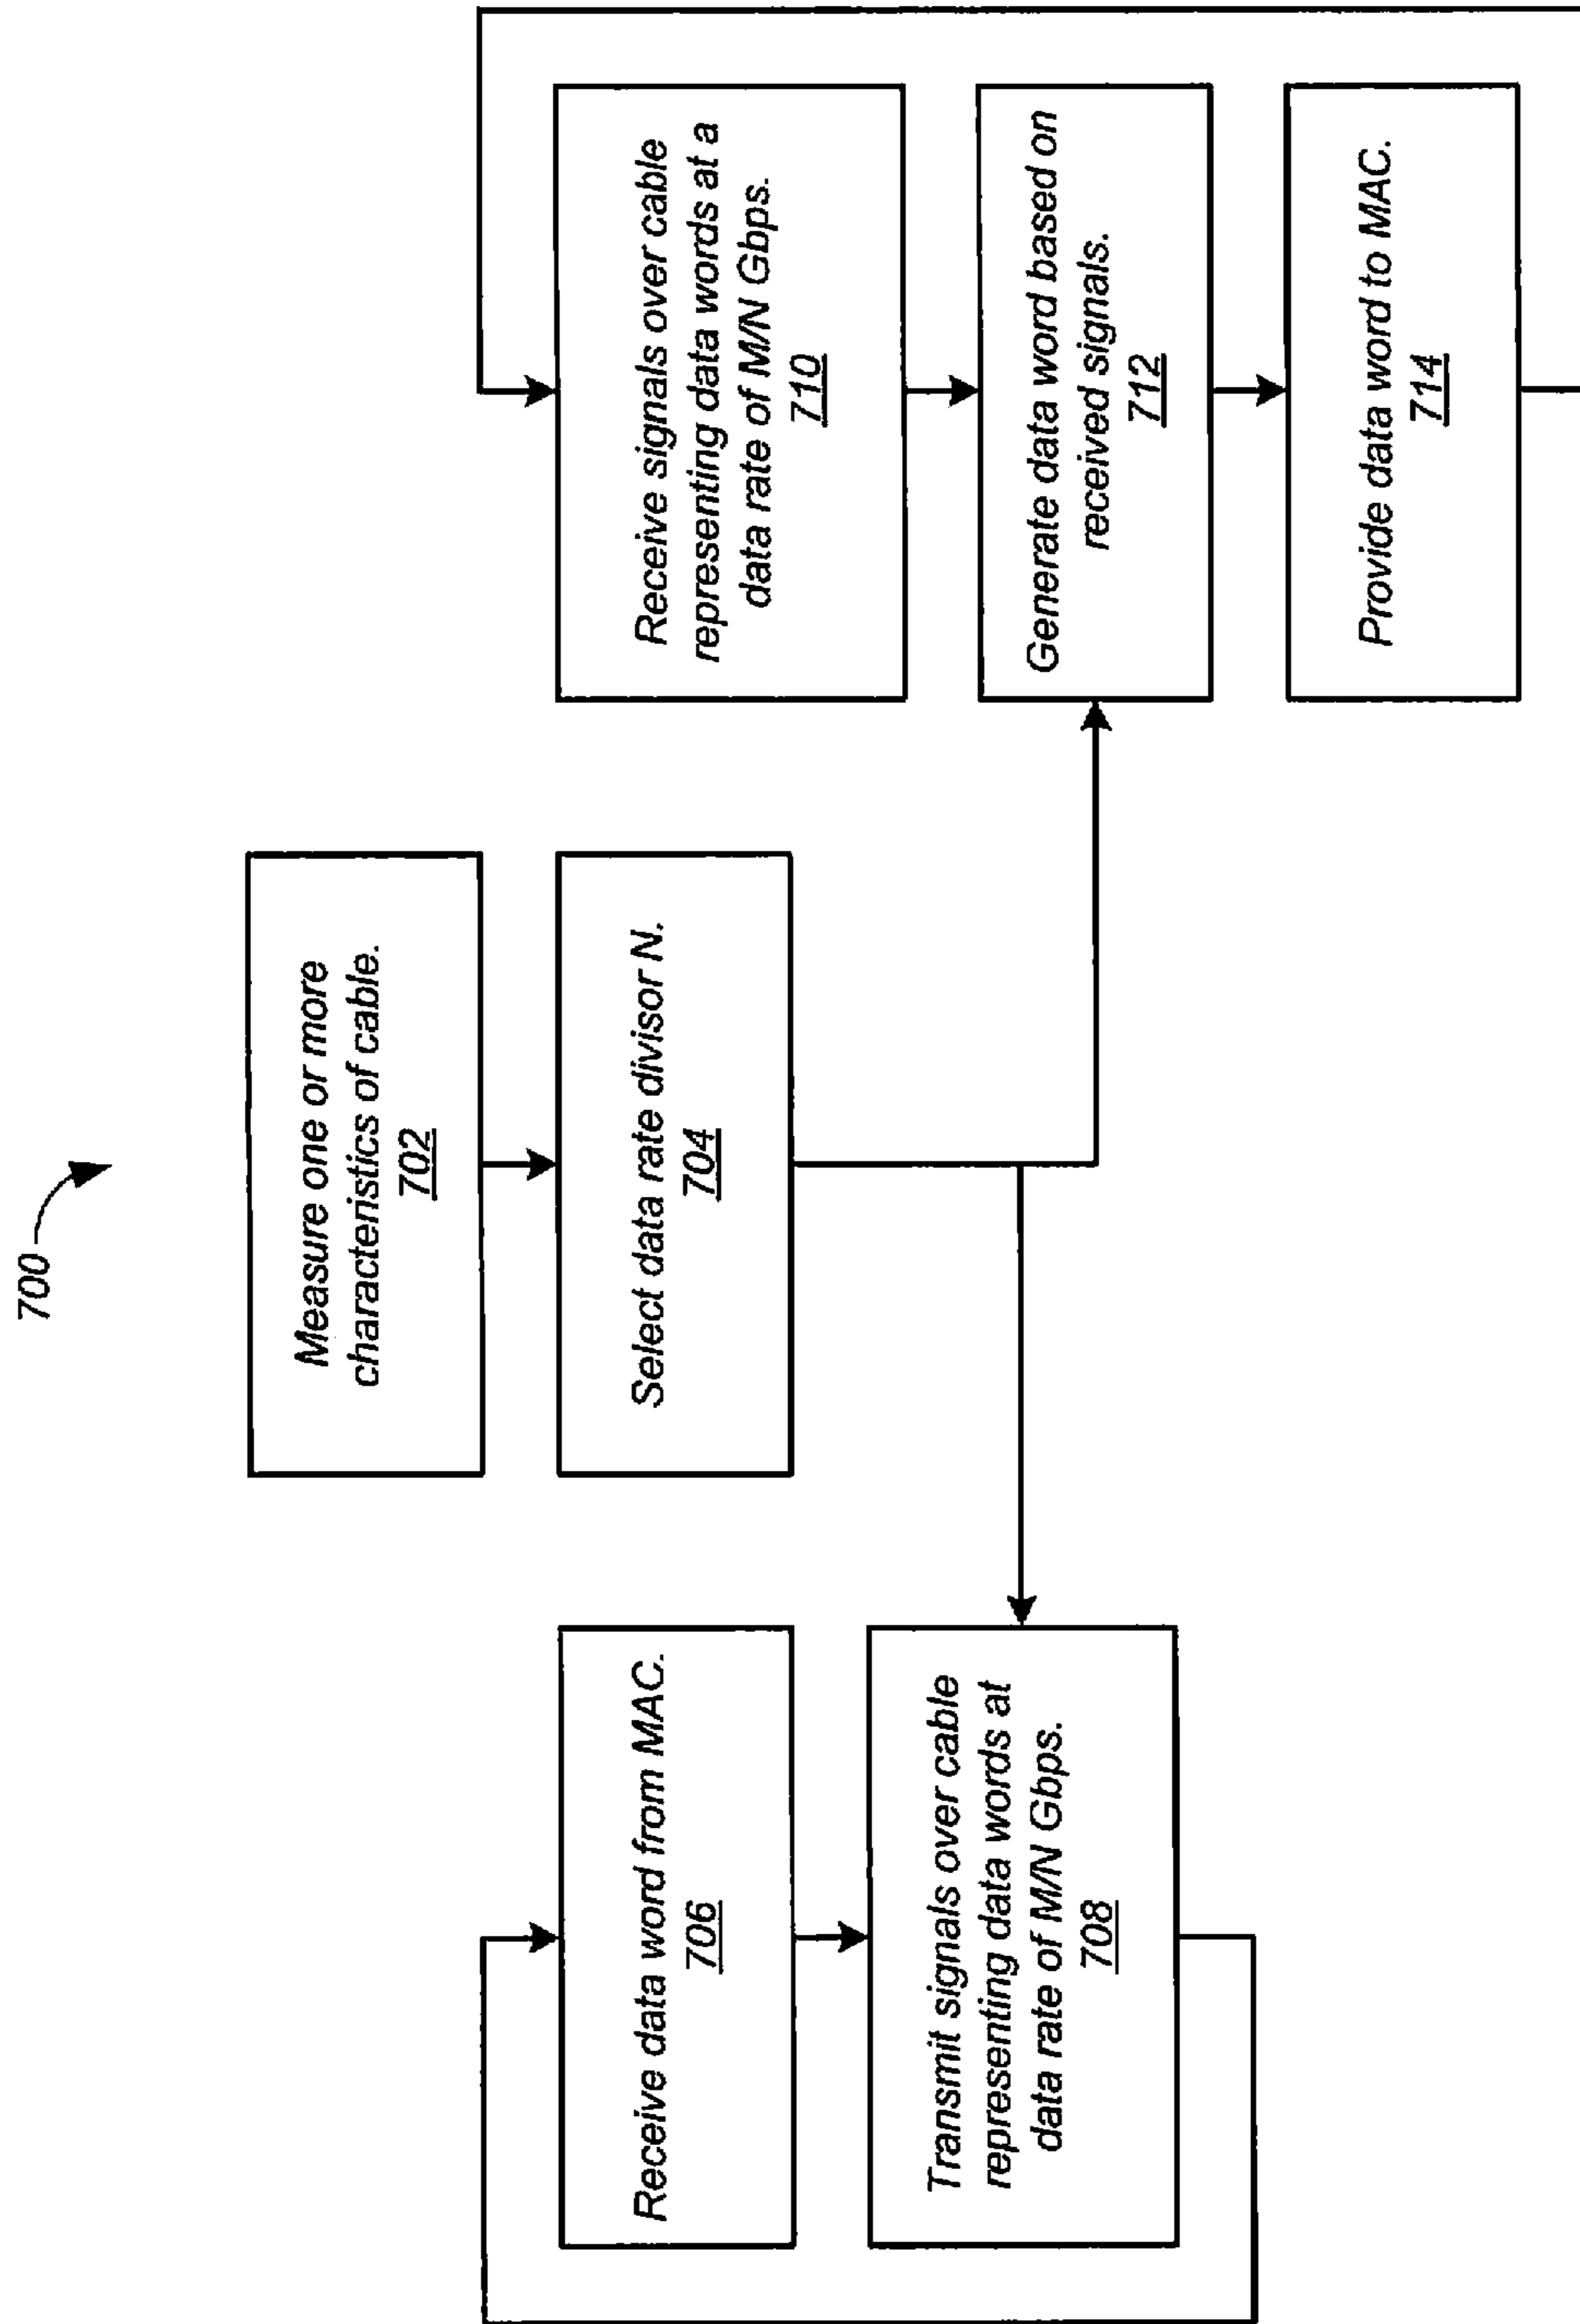 700
Measure one or more
characteristics of cable.
702
Select data rate divisor N.
704
Receive data word from MAC.
706
Transmit signals over cable
representing data words at
data rate of M/N Gbps.
708
Receive signals over cable
representing data words at a
data rate of M/N Gbps.
710
Generate data word based on
received signals.
712
Provide data word to MAC.
714